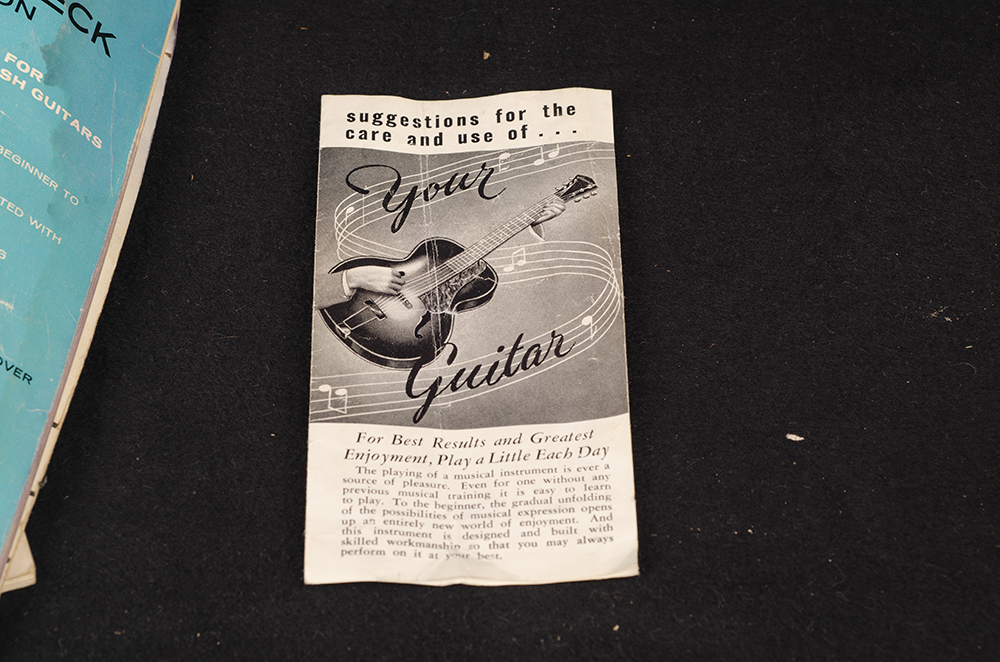 ON
ECK
FOR
SH GUITARS
BEGINNER TO
TED WITH
OVER
suggestions for the
care and use of...
Your
Guitar
For Best Results and Greatest
Enjoyment, Play a Little Each Day
The playing of a musical instrument is ever a
source of pleasure. Even for one without any
previous musical training it is easy to learn
to play. To the beginner, the gradual unfolding
of the possibilities of musical expression opens
up an entirely new world of enjoyment. And
this instrument is designed and built with
skilled workmanship so that you may always
perform on it at your best.